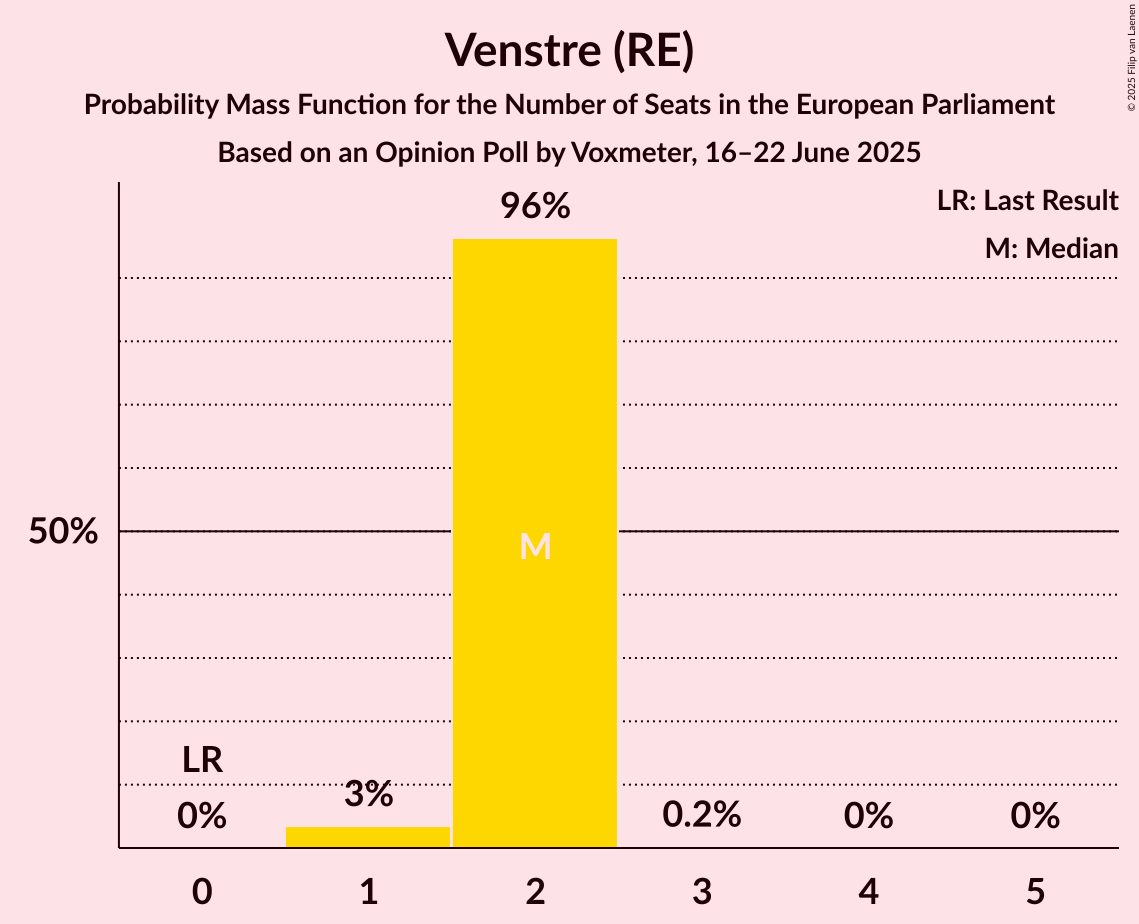 Venstre (RE)
Probability Mass Function for the Number of Seats in the European Parliament
Based on an Opinion Poll by Voxmeter, 16–22 June 2025
© 2025 Filip van Laenen
LR: Last Result
M: Median
96%
50%
M
LR
0%
3%
0.2%
0%
0%
0
1
2
3
4
5